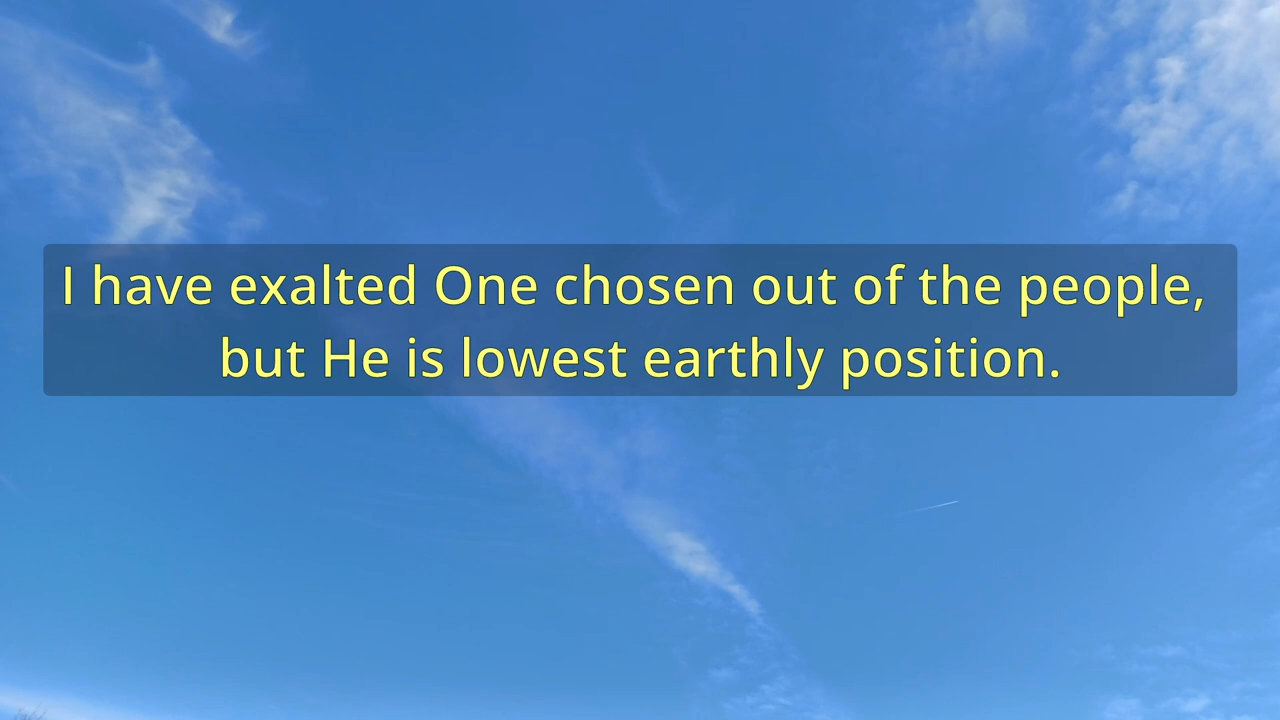 I have exalted One chosen out of the people,
but He is lowest earthly position.